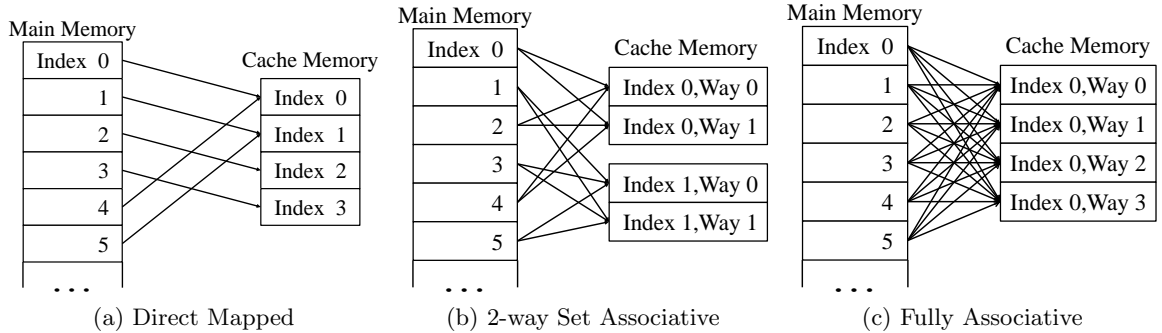 Main Memory
Index 0
1
2
3
4
5
...
Cache Memory
Index 0
Index 1
Index 2
Index 3
(a) Direct Mapped
Main Memory
Index 0
1
2
3
4
5
...
Cache Memory
Index 0,Way 0
Index 0,Way 1
Index 1,Way 0
Index 1,Way 1
(b) 2-way Set Associative
Main Memory
Index 0
1
2
3
4
5
...
Cache Memory
Index 0,Way 0
Index 0,Way 1
Index 0,Way 2
Index 0,Way 3
(c) Fully Associative